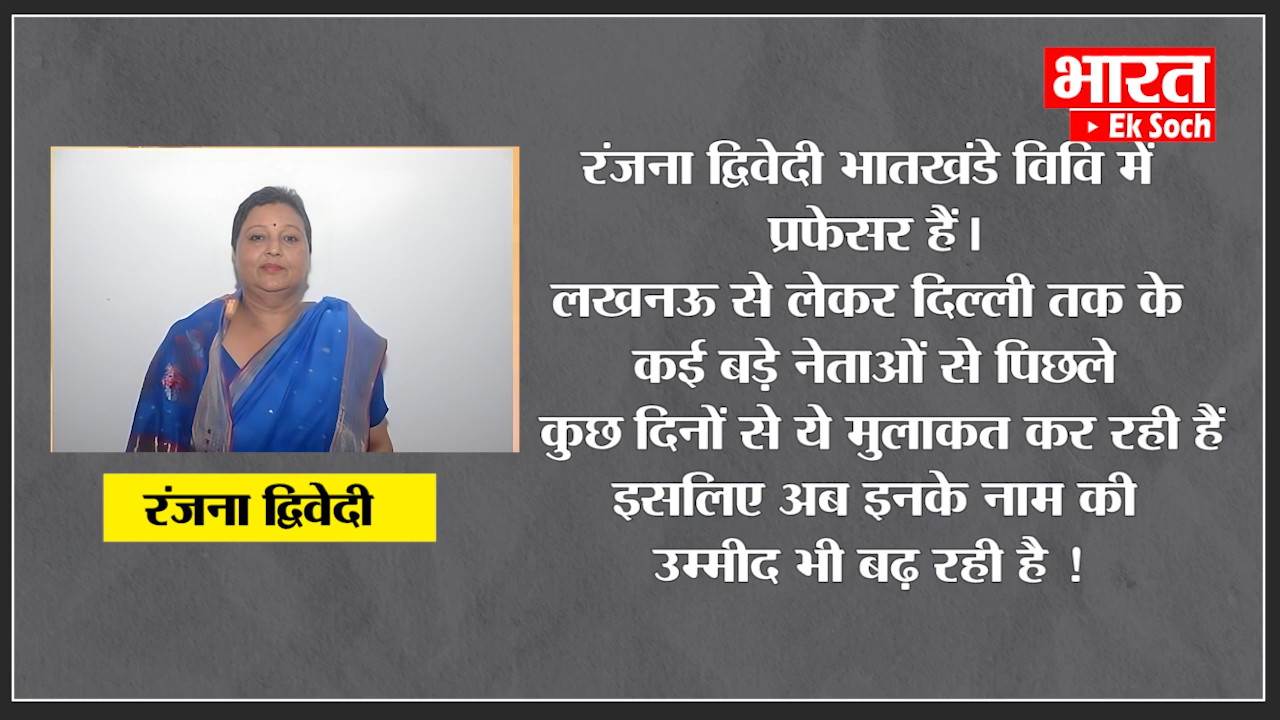 भारत
Ek Soch
रंजना द्विवेदी भातखंडे विवि में
प्रफेसर हैं।
लखनऊ से लेकर दिल्ली तक के
कई बड़े नेताओं से पिछले
कुछ दिनों से ये मुलाकत कर रही हैं
इसलिए अब इनके नाम की
उम्मीद भी बढ़ रही है !
रंजना द्विवेदी